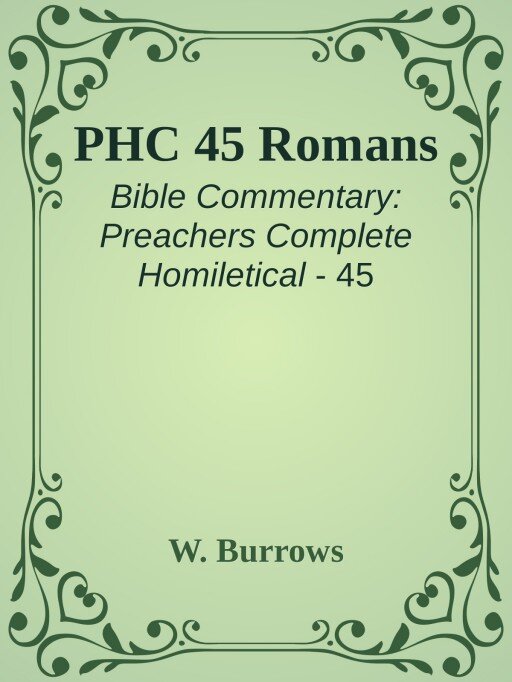 PHC 45 Romans
Bible Commentary:
Preachers Complete
Homiletical - 45
W. Burrows